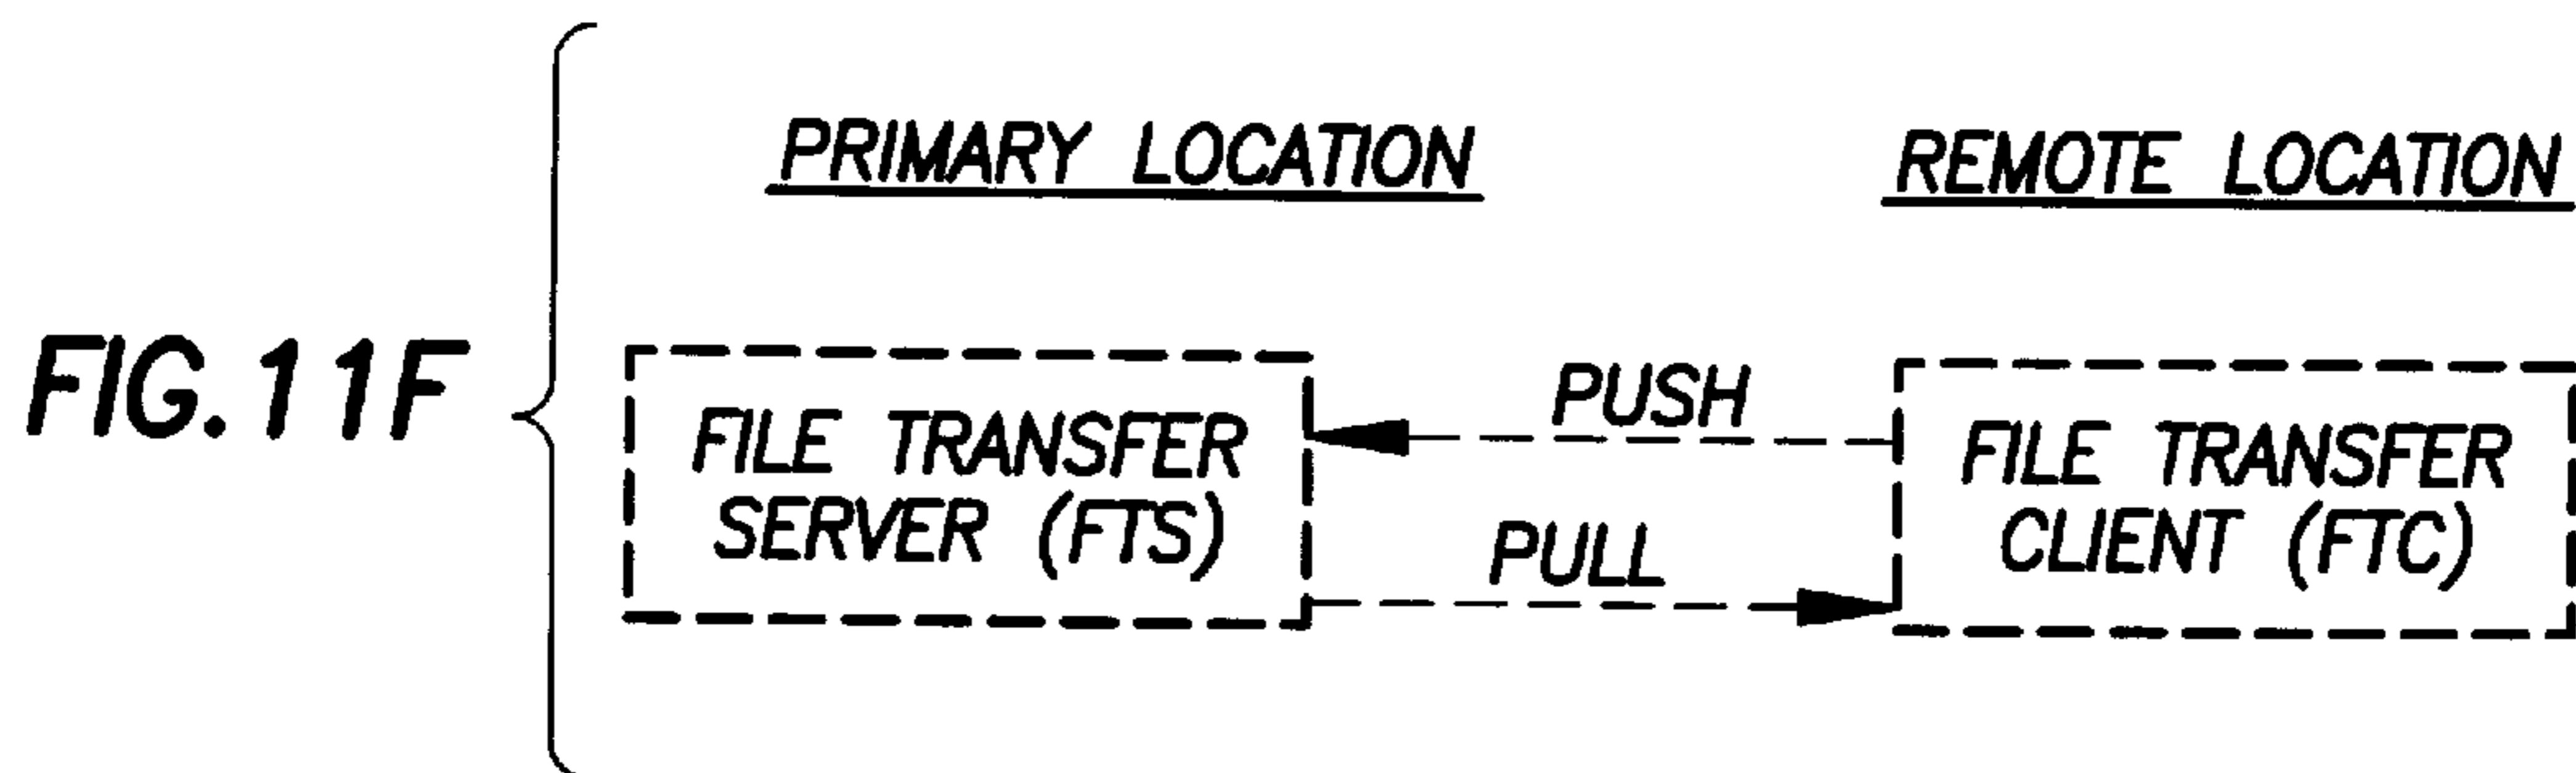 FIG.11F
PRIMARY LOCATION
REMOTE LOCATION
FILE TRANSFER
SERVER (FTS)
PUSH
PULL
FILE TRANSFER
CLIENT (FTC)